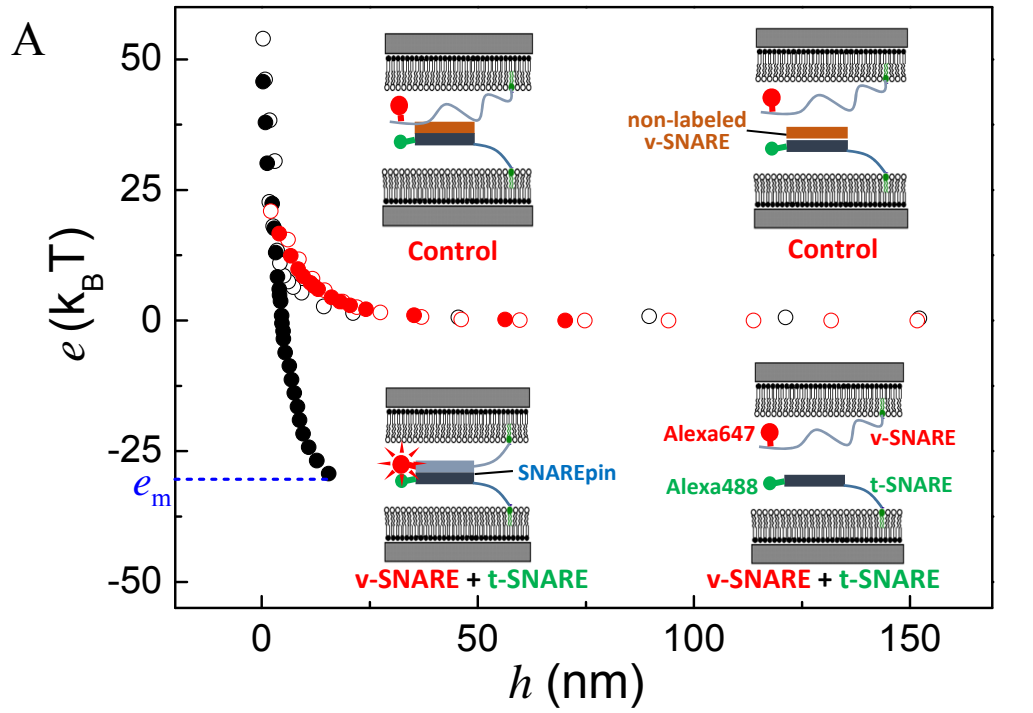 A
50
25
0
-25
-50
e (kBT)
em
0
50
100
150
h (nm)
Control
non-labeled
v-SNARE
Control
SNAREpin
v-SNARE + t-SNARE
Alexa647
v-SNARE
Alexa488
t-SNARE
v-SNARE + t-SNARE